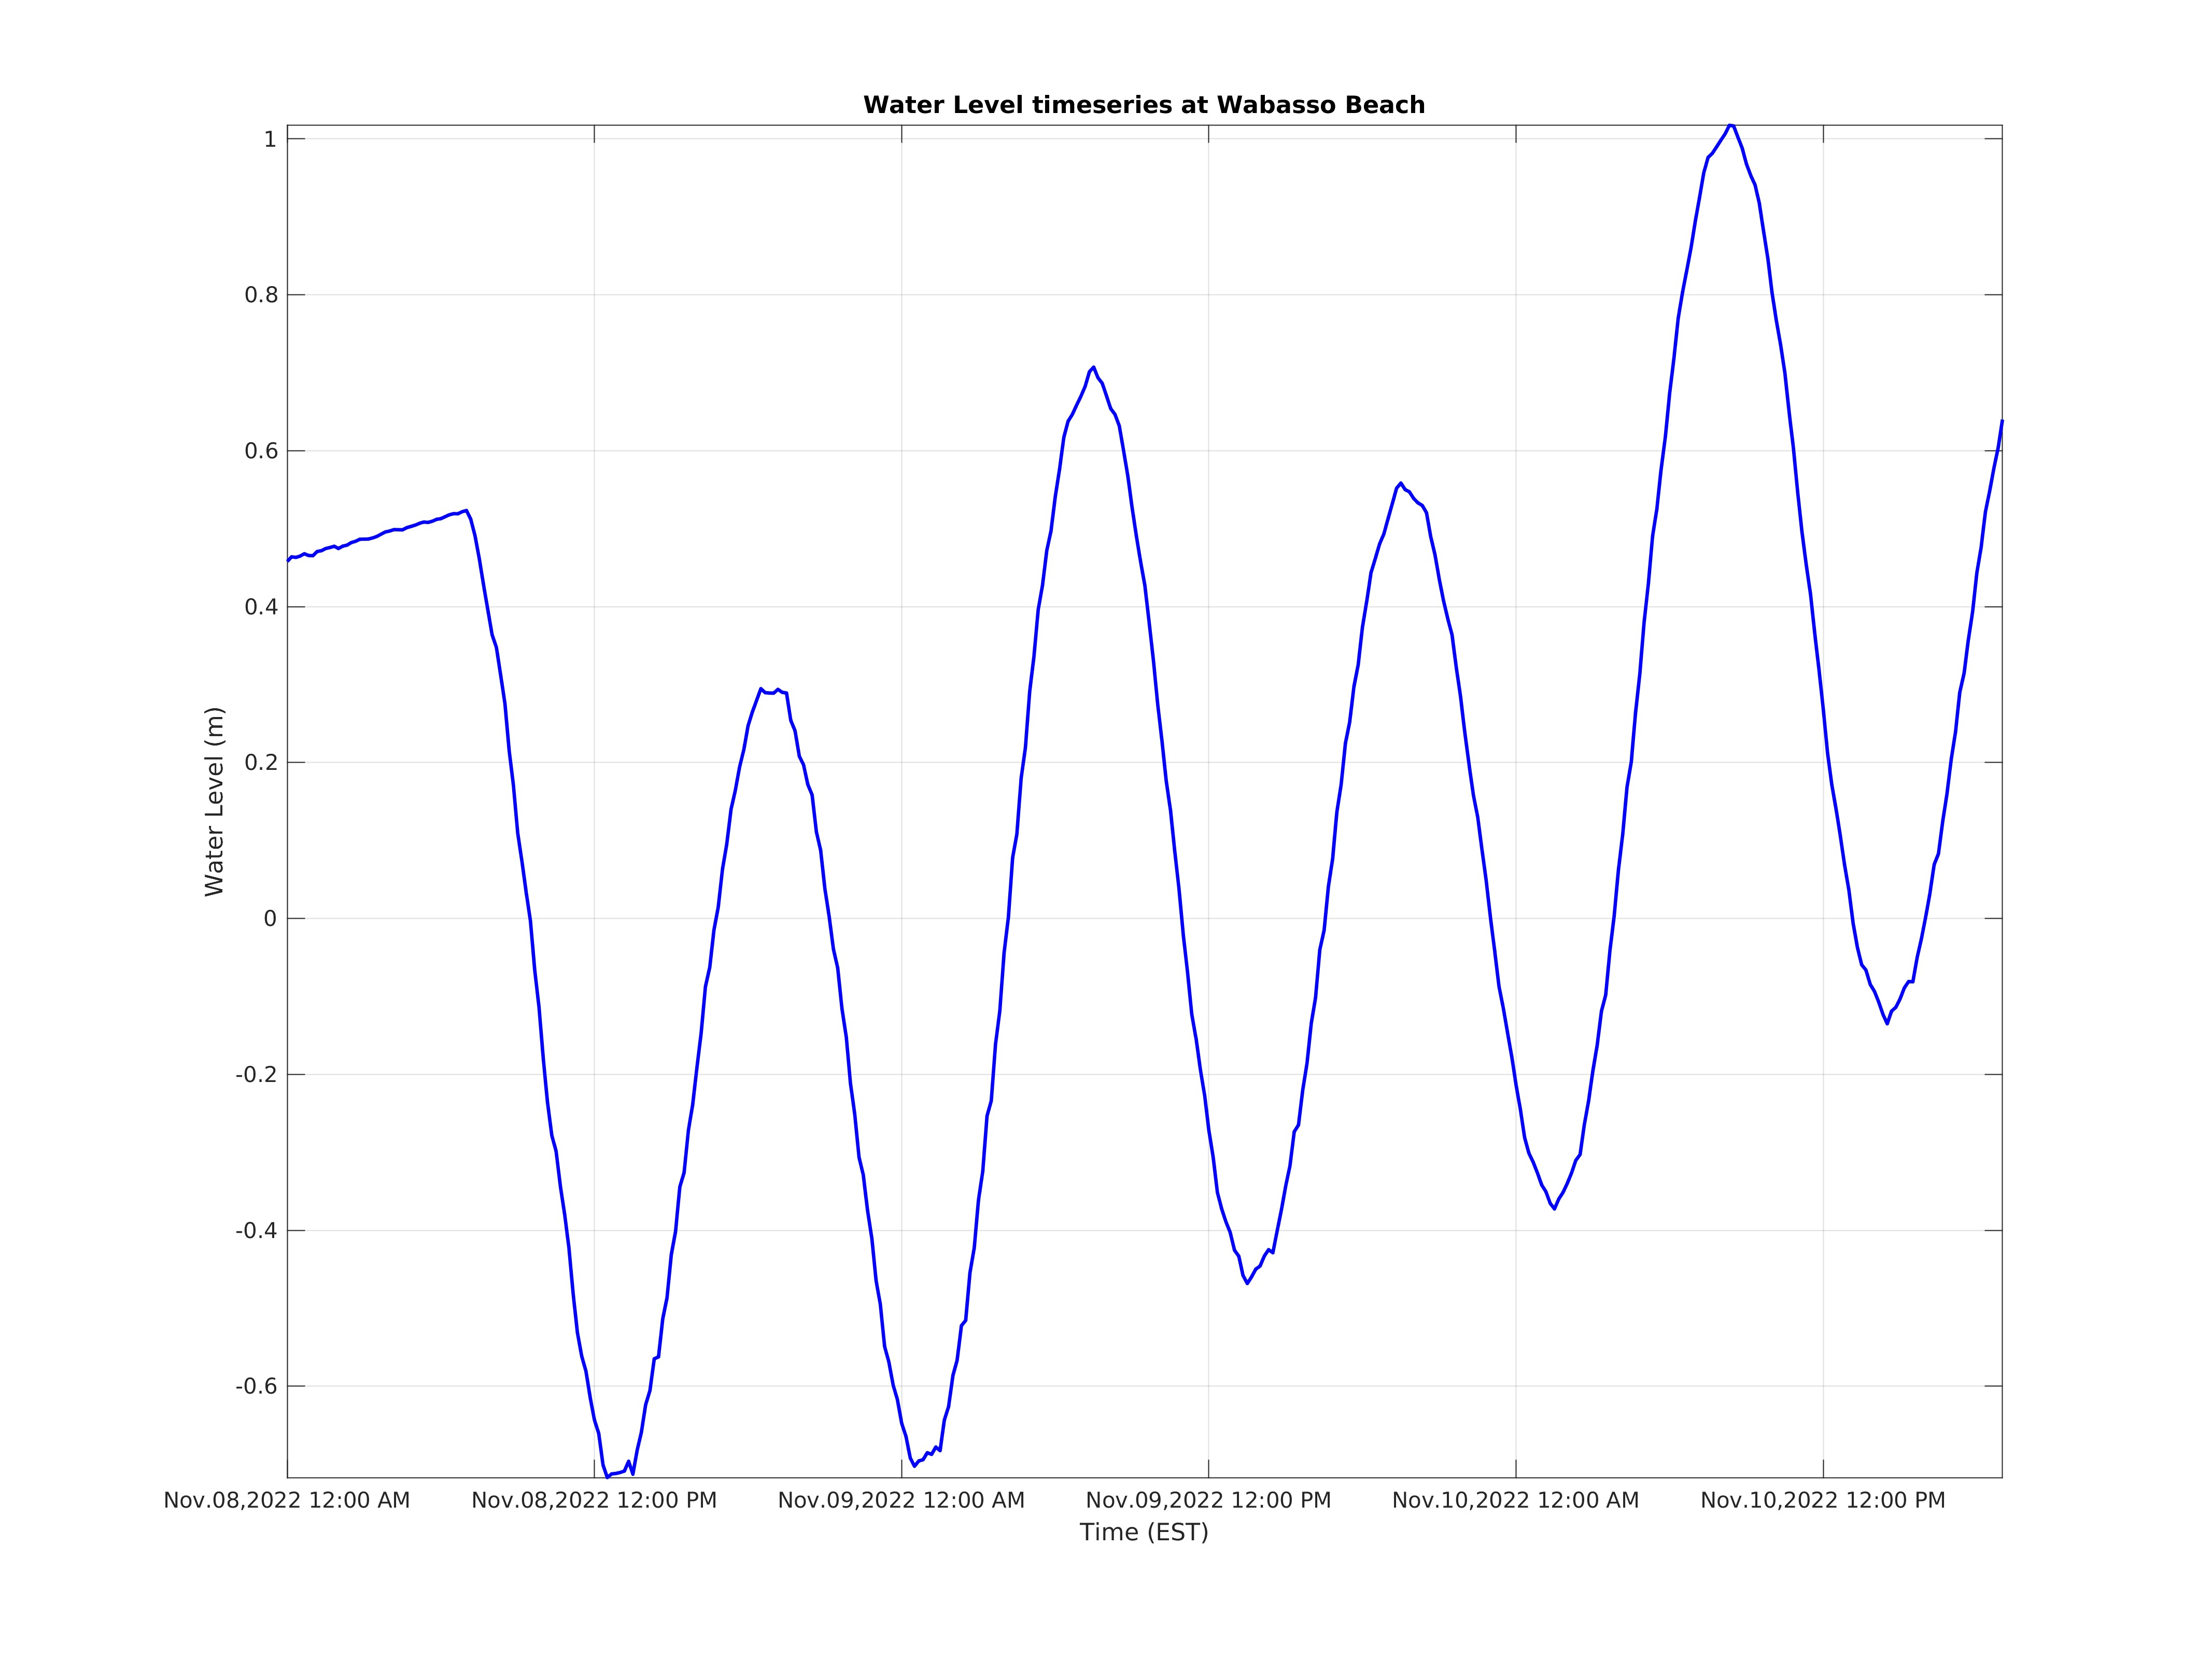 Water Level timeseries at Wabasso Beach
1
0.8
0.6
0.4
0.2
0
-0.2
-0.4
-0.6
Water Level (m)
Nov.08,2022 12:00 AM
Nov.08,2022 12:00 PM
Nov.09,2022 12:00 AM
Nov.09,2022 12:00 PM
Nov.10,2022 12:00 AM
Nov.10,2022 12:00 PM
Time (EST)